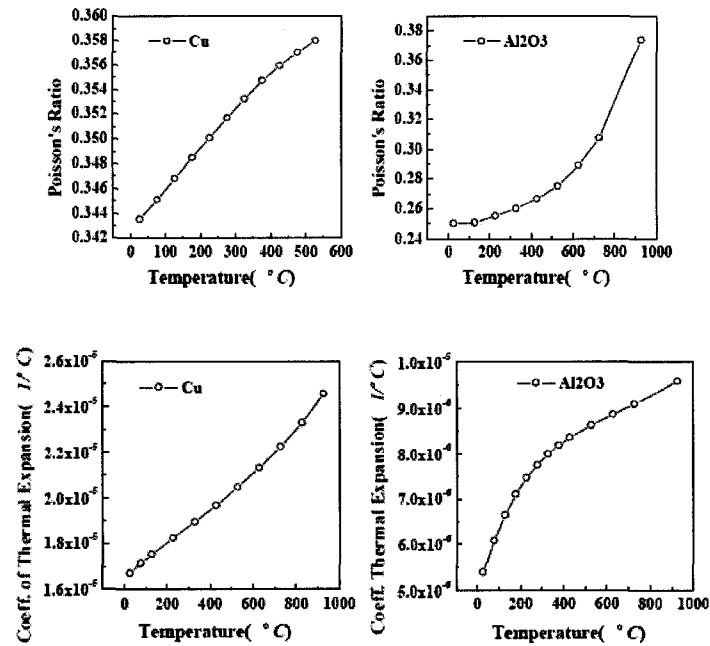 Cu
Poisson's Ratio
0.358
0.356
0.354
0.352
0.350
0.348
0.346
0.344
0.342
0 100 200 300 400 500 600
Temperature( °C)
Al2O3
Poisson's Ratio
0.38
0.36
0.34
0.32
0.30
0.28
0.26
0.24
0 200 400 600 800 1000
Temperature( °C)
Cu
Coeff. of Thermal Expansion( 1/°C)
2.6x10⁻⁵
2.4x10⁻⁵
2.2x10⁻⁵
2.0x10⁻⁵
1.8x10⁻⁵
1.6x10⁻⁵
0 200 400 600 800 1000
Temperature( °C)
Al2O3
Coeff. Thermal Expansion( 1/°C)
1.0x10⁻⁵
9.0x10⁻⁶
8.0x10⁻⁶
7.0x10⁻⁶
6.0x10⁻⁶
5.0x10⁻⁶
0 200 400 600 800 1000
Temperature( °C)